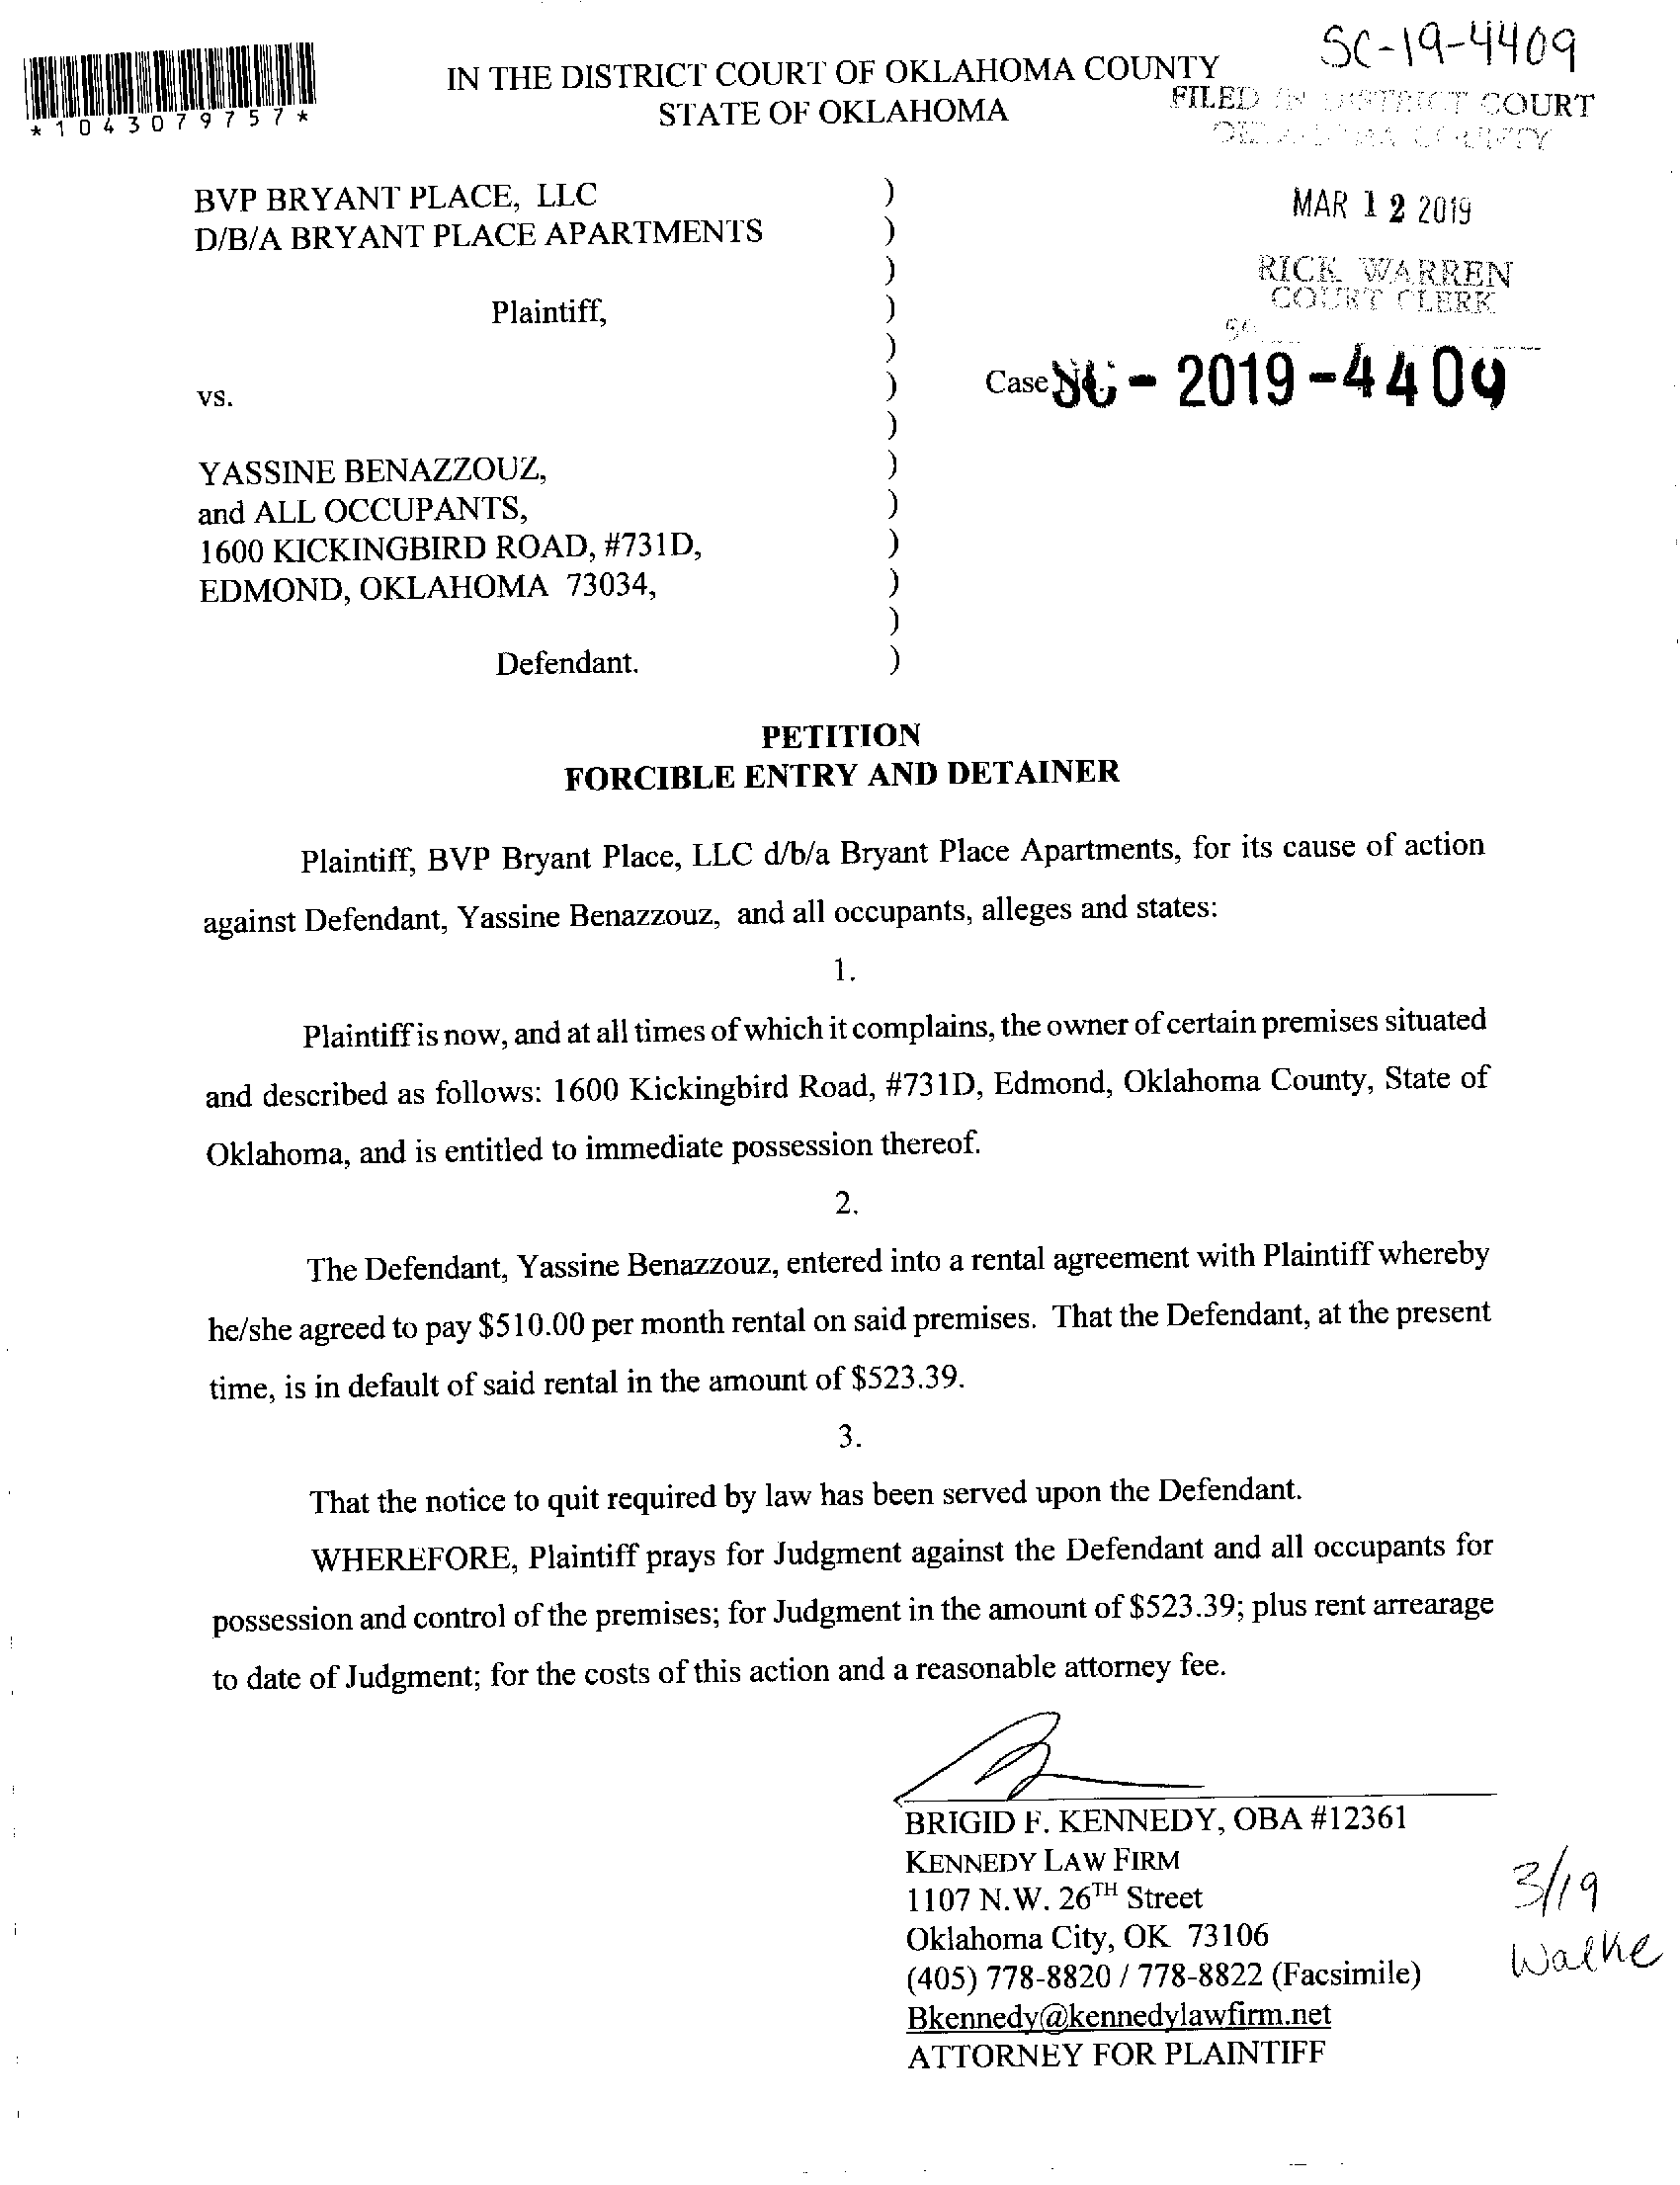 SC-19-4409
IN THE DISTRICT COURT OF OKLAHOMA COUNTY
STATE OF OKLAHOMA
*1043079757*
FILED IN DISTRICT COURT
OKLAHOMA COUNTY
MAR 12 2019
RICK WARREN
COURT CLERK
BVP BRYANT PLACE, LLC )
D/B/A BRYANT PLACE APARTMENTS )
)
Plaintiff, )
)
vs. )
Case SC - 2019 - 4409
)
YASSINE BENAZZOUZ, )
and ALL OCCUPANTS, )
1600 KICKINGBIRD ROAD, #731D, )
EDMOND, OKLAHOMA 73034, )
)
Defendant. )
PETITION
FORCIBLE ENTRY AND DETAINER
Plaintiff, BVP Bryant Place, LLC d/b/a Bryant Place Apartments, for its cause of action
against Defendant, Yassine Benazzouz, and all occupants, alleges and states:
1.
Plaintiff is now, and at all times of which it complains, the owner of certain premises situated
and described as follows: 1600 Kickingbird Road, #731D, Edmond, Oklahoma County, State of
Oklahoma, and is entitled to immediate possession thereof.
2.
The Defendant, Yassine Benazzouz, entered into a rental agreement with Plaintiff whereby
he/she agreed to pay $510.00 per month rental on said premises. That the Defendant, at the present
time, is in default of said rental in the amount of $523.39.
3.
That the notice to quit required by law has been served upon the Defendant.
WHEREFORE, Plaintiff prays for Judgment against the Defendant and all occupants for
possession and control of the premises; for Judgment in the amount of $523.39; plus rent arrearage
to date of Judgment; for the costs of this action and a reasonable attorney fee.
BRIGID F. KENNEDY, OBA #12361
KENNEDY LAW FIRM
1107 N.W. 26TH Street
Oklahoma City, OK 73106
(405) 778-8820 / 778-8822 (Facsimile)
Bkennedy@kennedylawfirm.net
ATTORNEY FOR PLAINTIFF
3/19
Walke